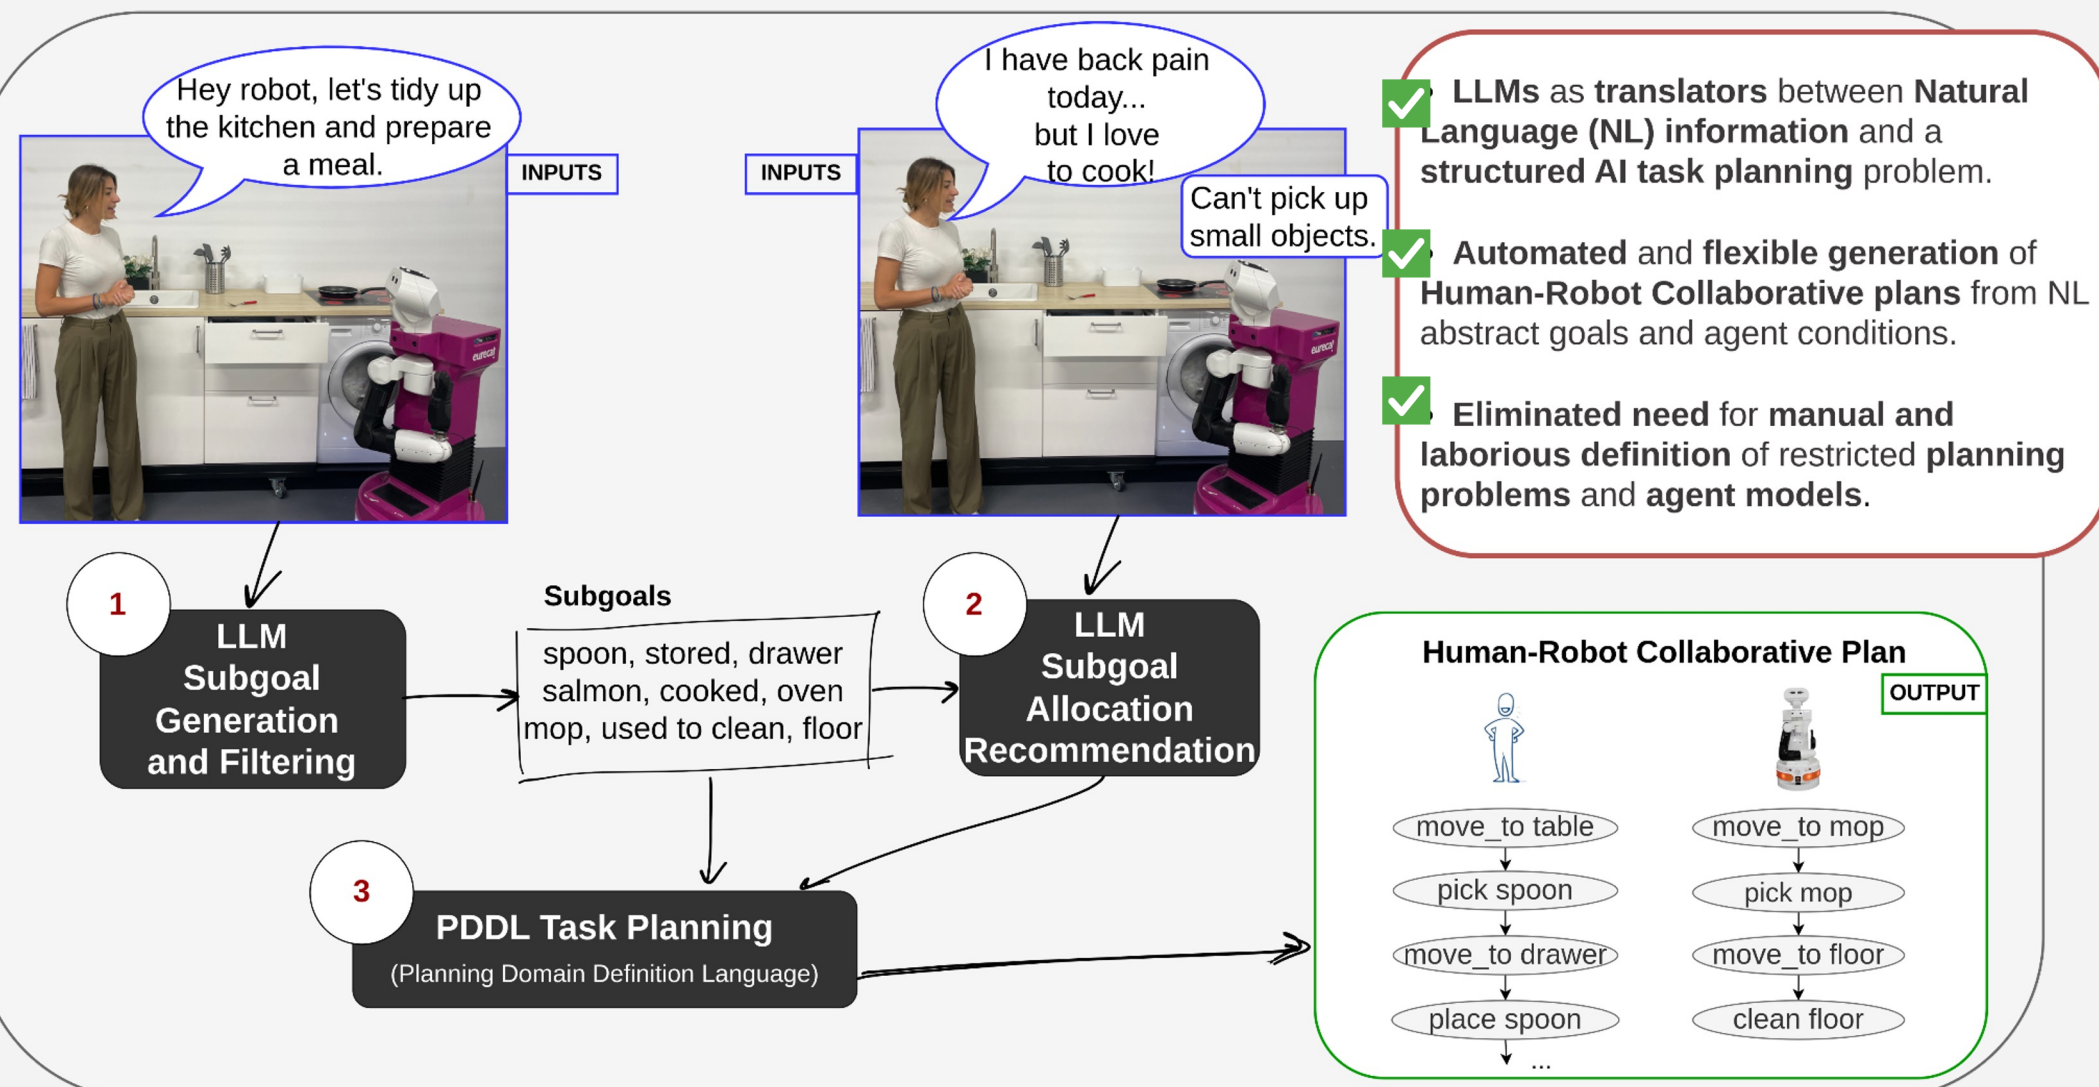 Hey robot, let's tidy up
the kitchen and prepare
a meal.
INPUTS
eurecat
I have back pain
today...
but I love
to cook!
INPUTS
Can't pick up
small objects.
eurecat
• LLMs as translators between Natural
Language (NL) information and a
structured AI task planning problem.
• Automated and flexible generation of
Human-Robot Collaborative plans from NL
abstract goals and agent conditions.
• Eliminated need for manual and
laborious definition of restricted planning
problems and agent models.
1
LLM
Subgoal
Generation
and Filtering
Subgoals
spoon, stored, drawer
salmon, cooked, oven
mop, used to clean, floor
2
LLM
Subgoal
Allocation
Recommendation
3
PDDL Task Planning
(Planning Domain Definition Language)
Human-Robot Collaborative Plan
OUTPUT
move_to table
pick spoon
move_to drawer
place spoon
...
move_to mop
pick mop
move_to floor
clean floor